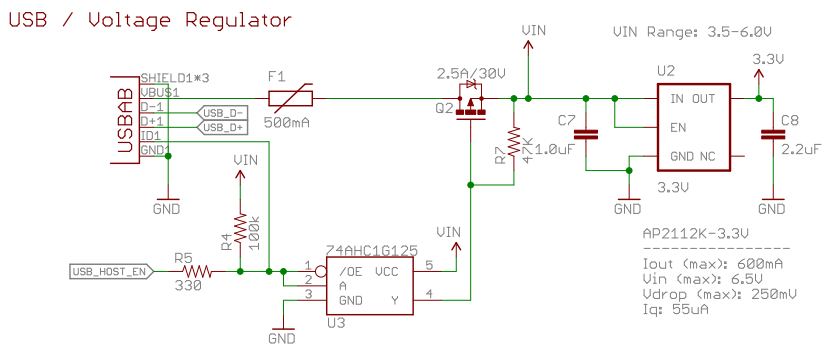 USB / Voltage Regulator
VIN
VIN Range: 3.5-6.0V
SHIELD1*3
VBUS1
D-1
D+1
ID1
GND1
USBAB
USB_D-
USB_D+
F1
500mA
2.5A/30V
Q2
R7
47K
C7
1.0uF
U2
IN OUT
EN
GND NC
3.3V
3.3V
C8
2.2uF
GND
GND
GND
VIN
R4
100k
USB_HOST_EN
R5
330
74AHC1G125
1
2
3
/OE VCC
A
GND Y
5
4
U3
VIN
GND
AP2112K-3.3V
----------------
Iout (max): 600mA
Vin (max): 6.5V
Vdrop (max): 250mV
Iq: 55uA